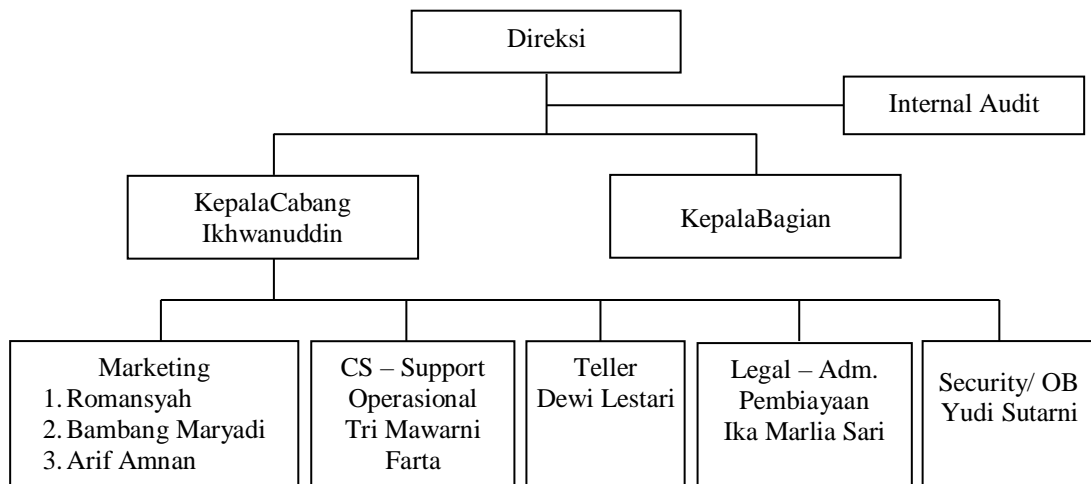 Direksi
Internal Audit
KepalaCabang
Ikhwanuddin
KepalaBagian
Marketing
1. Romansyah
2. Bambang Maryadi
3. Arif Amnan
CS – Support
Operasional
Tri Mawarni
Farta
Teller
Dewi Lestari
Legal – Adm.
Pembiayaan
Ika Marlia Sari
Security/ OB
Yudi Sutarni